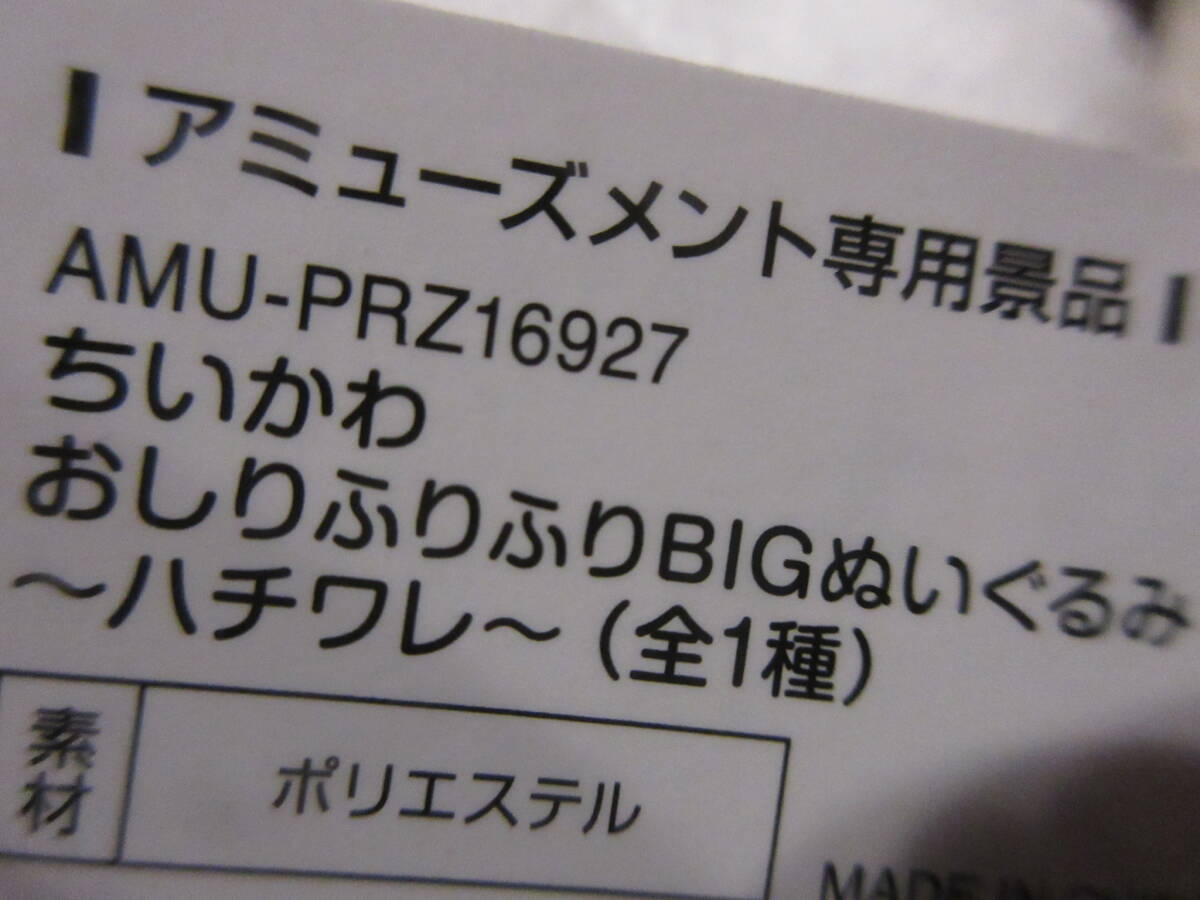 アミューズメント専用景品
AMU-PRZ16927
ちいかわ
おしりふりふりBIGぬいぐるみ
～ハチワレ～（全1種）
素材
ポリエステル
MADE IN